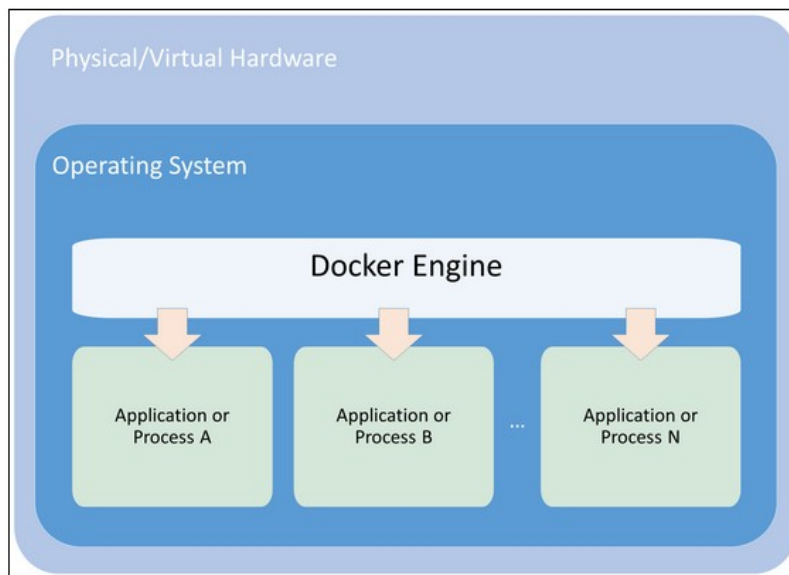 Physical/Virtual Hardware
Operating System
Docker Engine
Application or
Process A
Application or
Process B
...
Application or
Process N